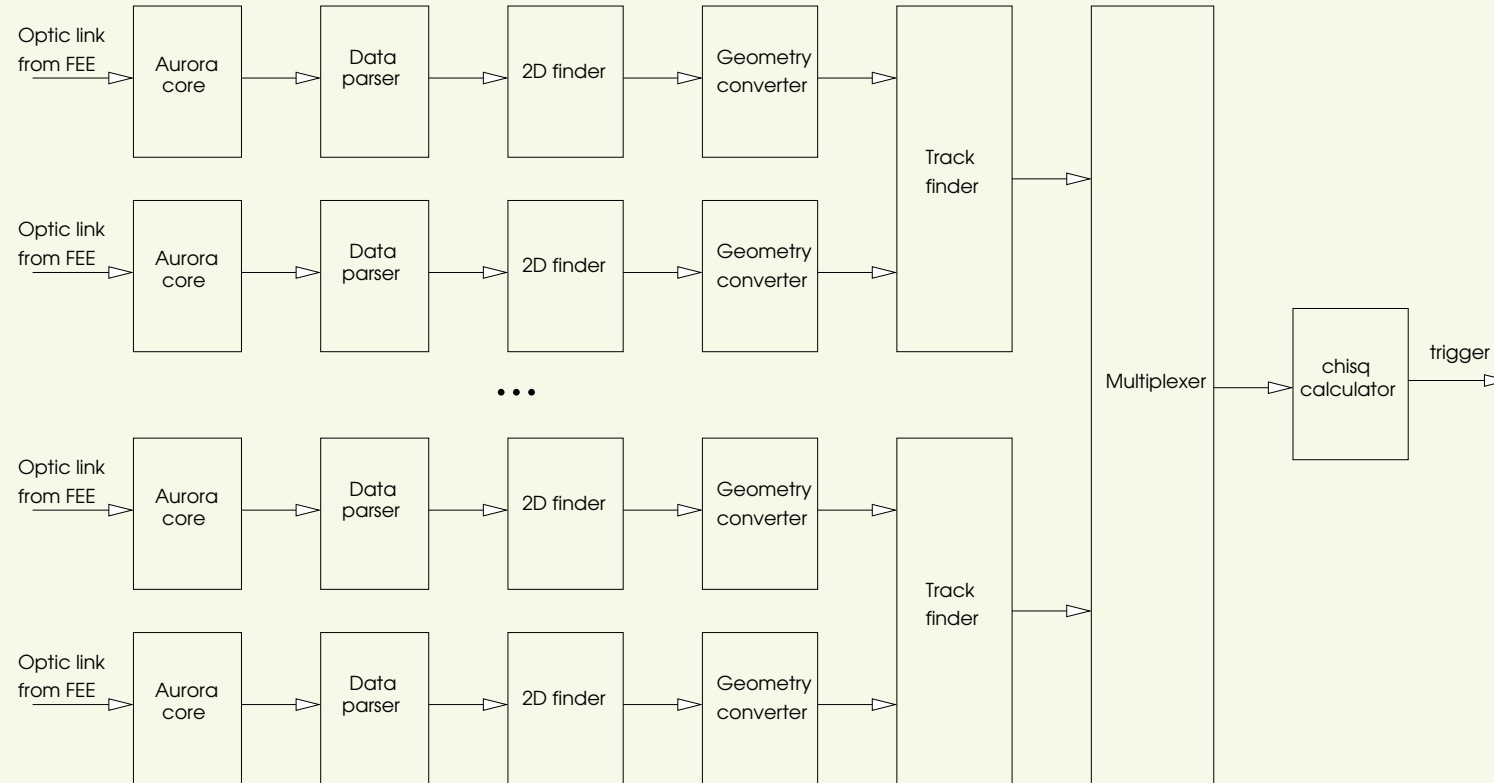 Optic link
from FEE
Aurora
core
Data
parser
2D finder
Geometry
converter
Optic link
from FEE
Aurora
core
Data
parser
2D finder
Geometry
converter
Track
finder
...
Optic link
from FEE
Aurora
core
Data
parser
2D finder
Geometry
converter
Optic link
from FEE
Aurora
core
Data
parser
2D finder
Geometry
converter
Track
finder
Multiplexer
chisq
calculator
trigger